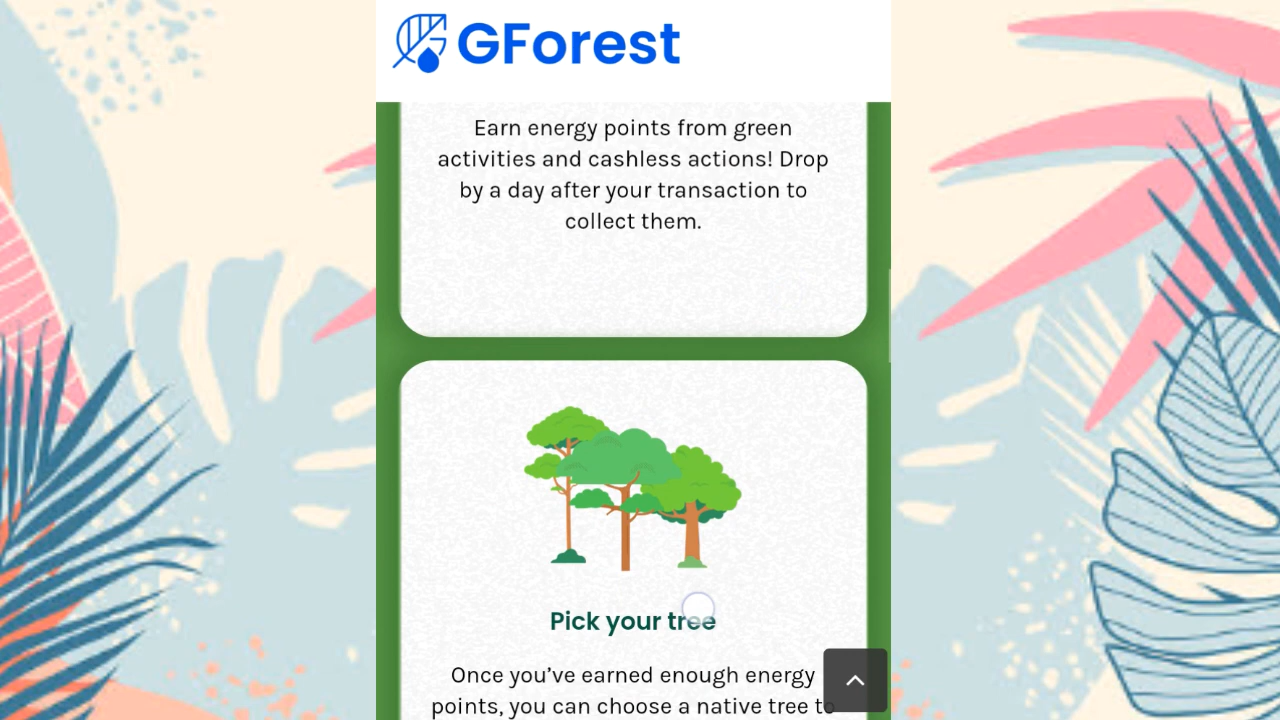 GForest
Earn energy points from green
activities and cashless actions! Drop
by a day after your transaction to
collect them.
Pick your tree
Once you’ve earned enough energy
points, you can choose a native tree to